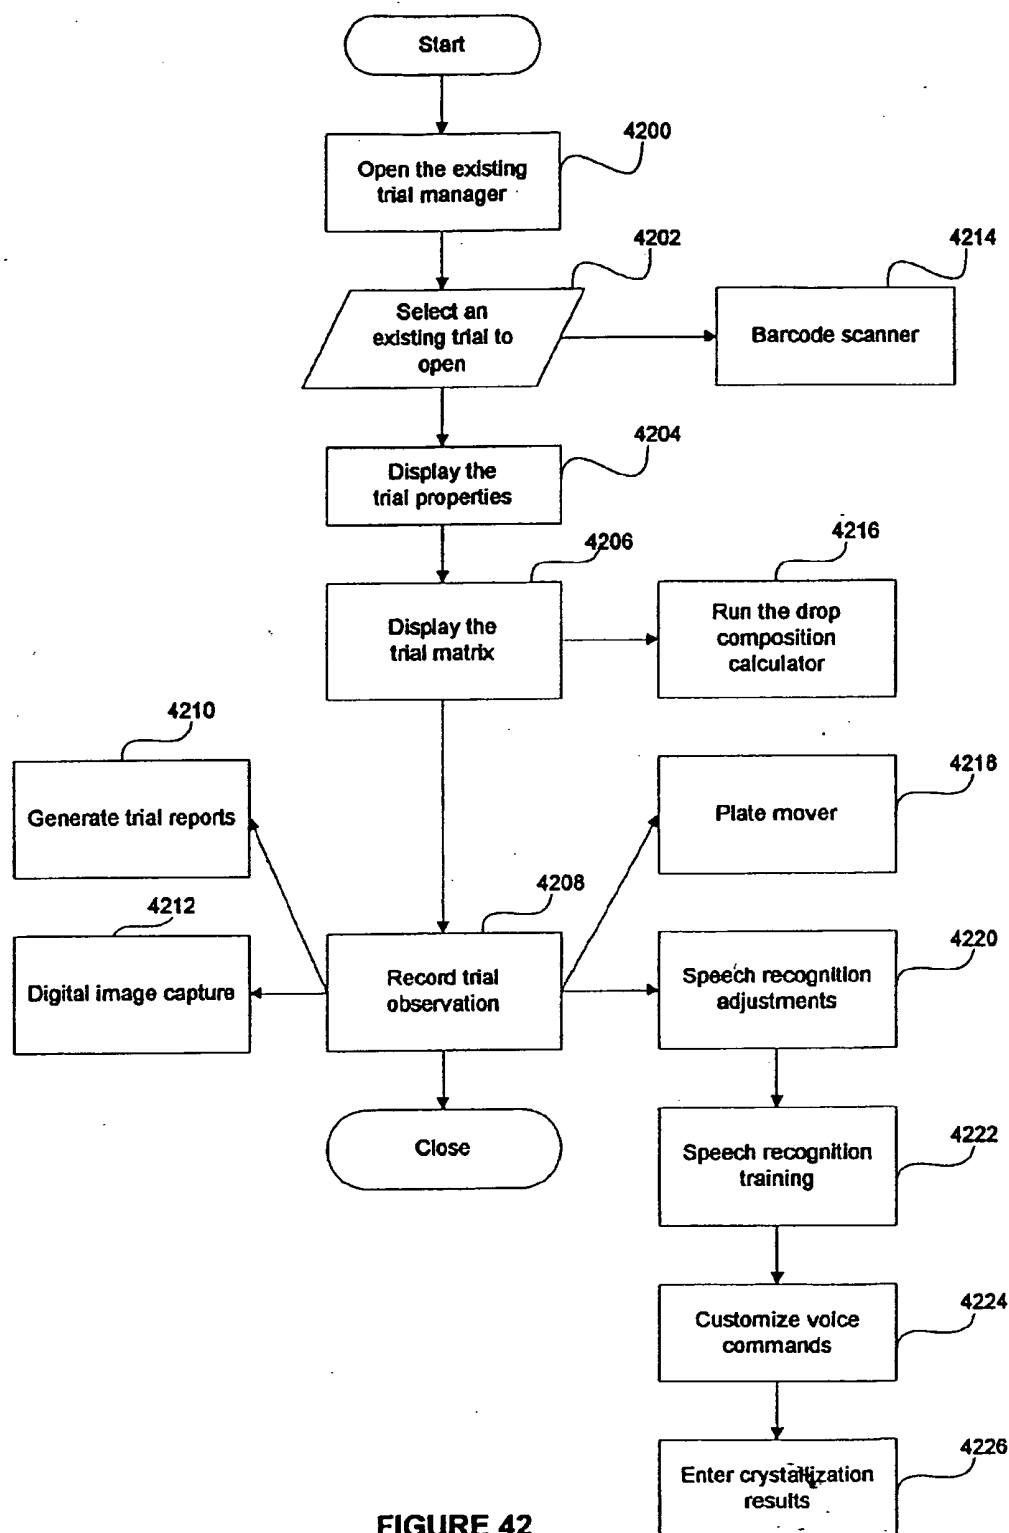 Start
4200
Open the existing
trial manager
4202
4214
Select an
existing trial to
open
Barcode scanner
4204
Display the
trial properties
4206
4216
Display the
trial matrix
Run the drop
composition
calculator
4210
4218
Generate trial reports
Plate mover
4208
4212
4220
Digital image capture
Record trial
observation
Speech recognition
adjustments
Close
4222
Speech recognition
training
4224
Customize voice
commands
4226
Enter crystallization
results
FIGURE 42